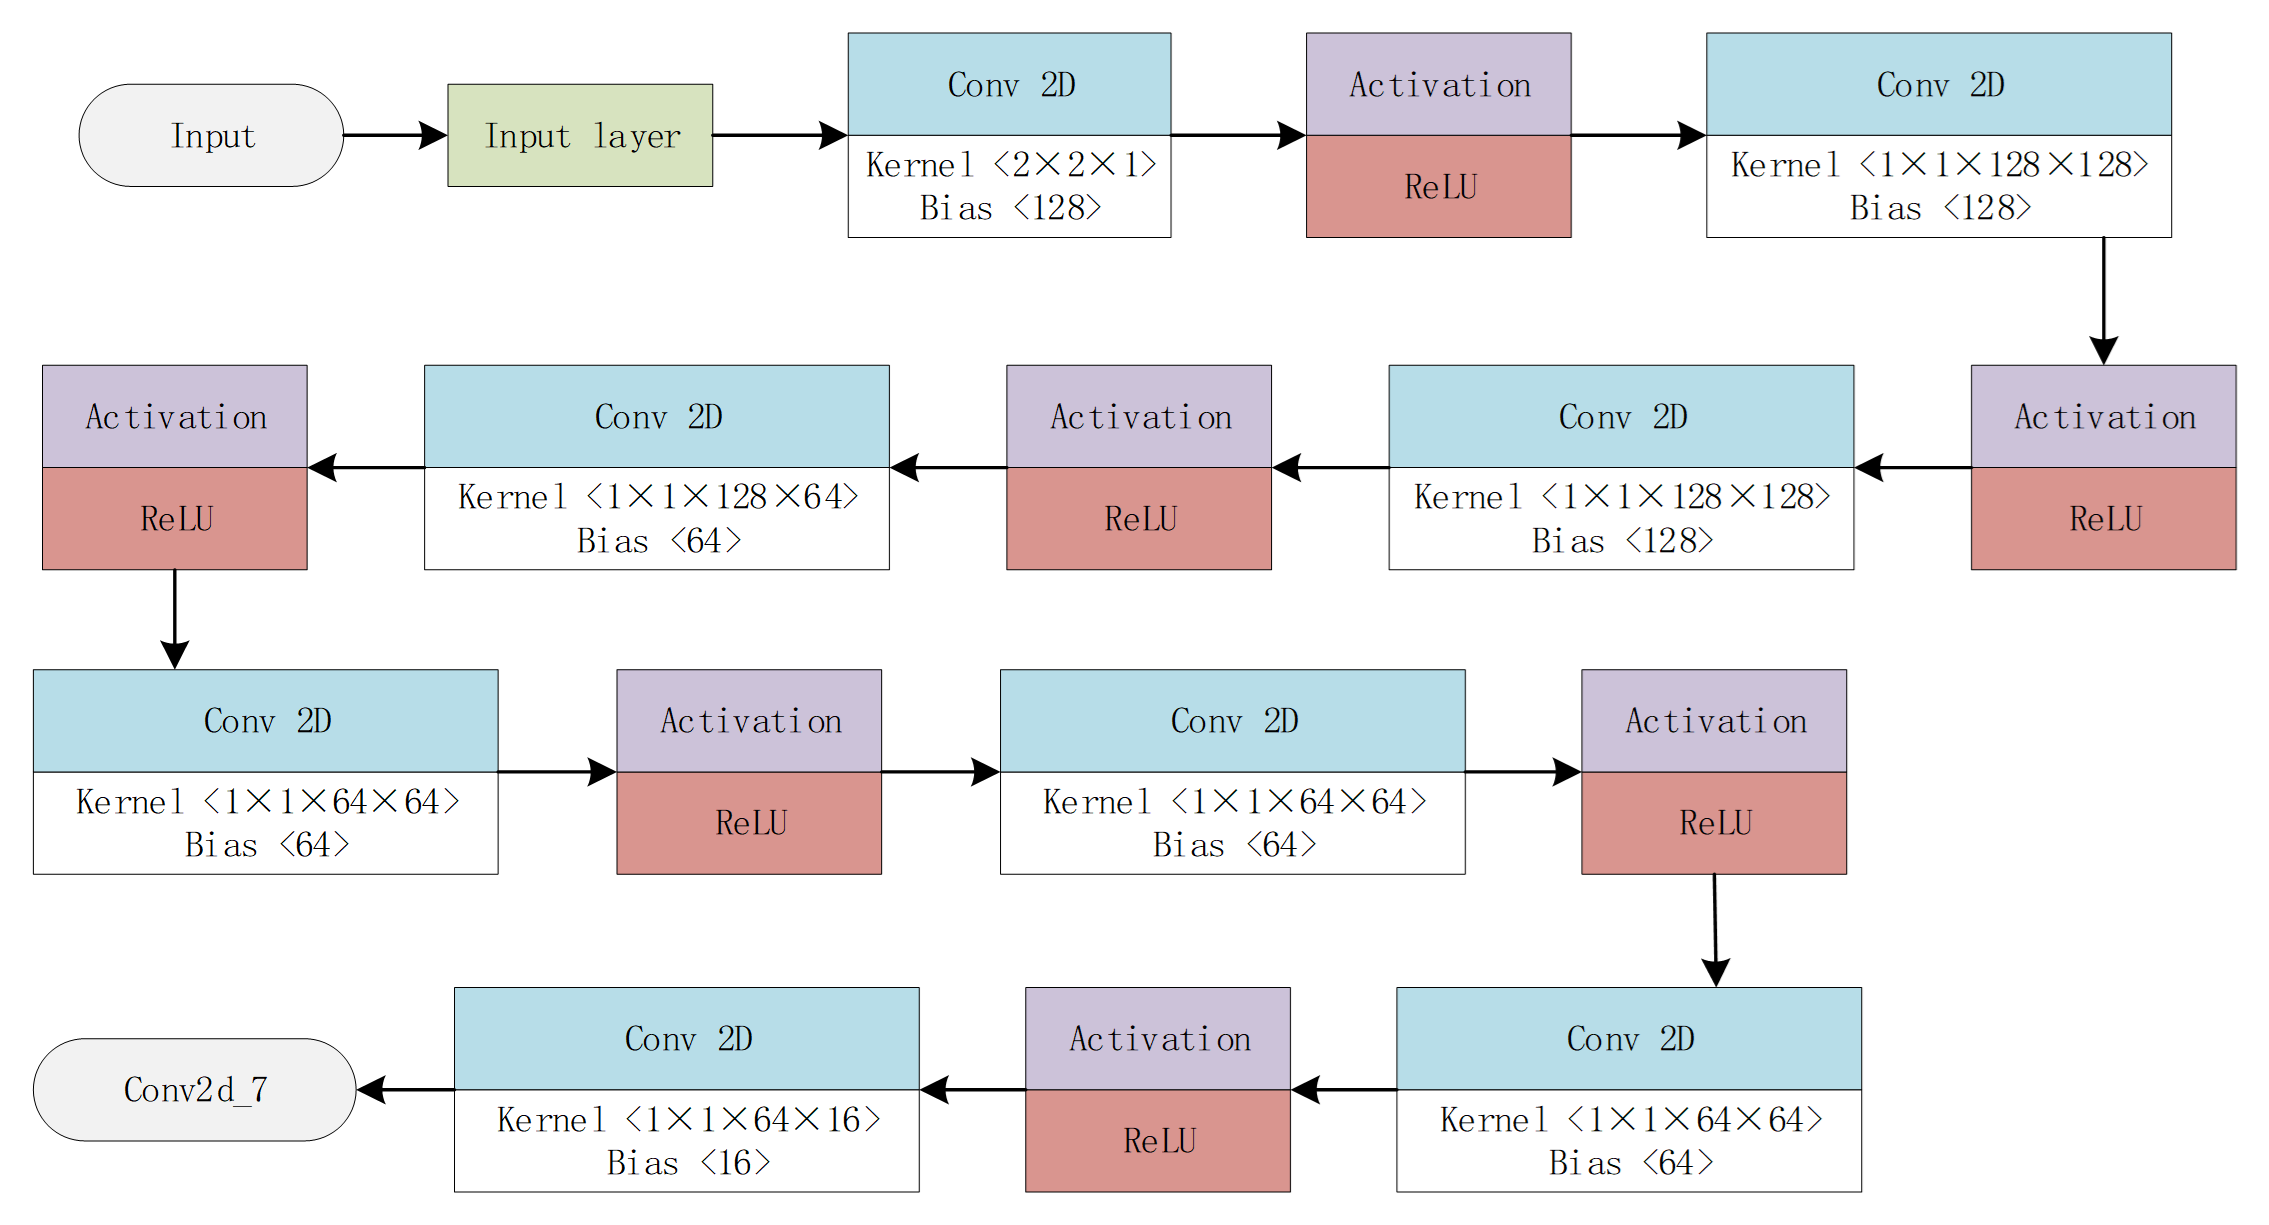 Input
Input layer
Conv 2D
Kernel <2×2×1>
Bias <128>
Activation
ReLU
Conv 2D
Kernel <1×1×128×128>
Bias <128>
Activation
ReLU
Conv 2D
Kernel <1×1×128×128>
Bias <128>
Activation
ReLU
Conv 2D
Kernel <1×1×128×64>
Bias <64>
Activation
ReLU
Conv 2D
Kernel <1×1×64×64>
Bias <64>
Activation
ReLU
Conv 2D
Kernel <1×1×64×64>
Bias <64>
Activation
ReLU
Conv 2D
Kernel <1×1×64×64>
Bias <64>
Activation
ReLU
Conv 2D
Kernel <1×1×64×16>
Bias <16>
Conv2d_7